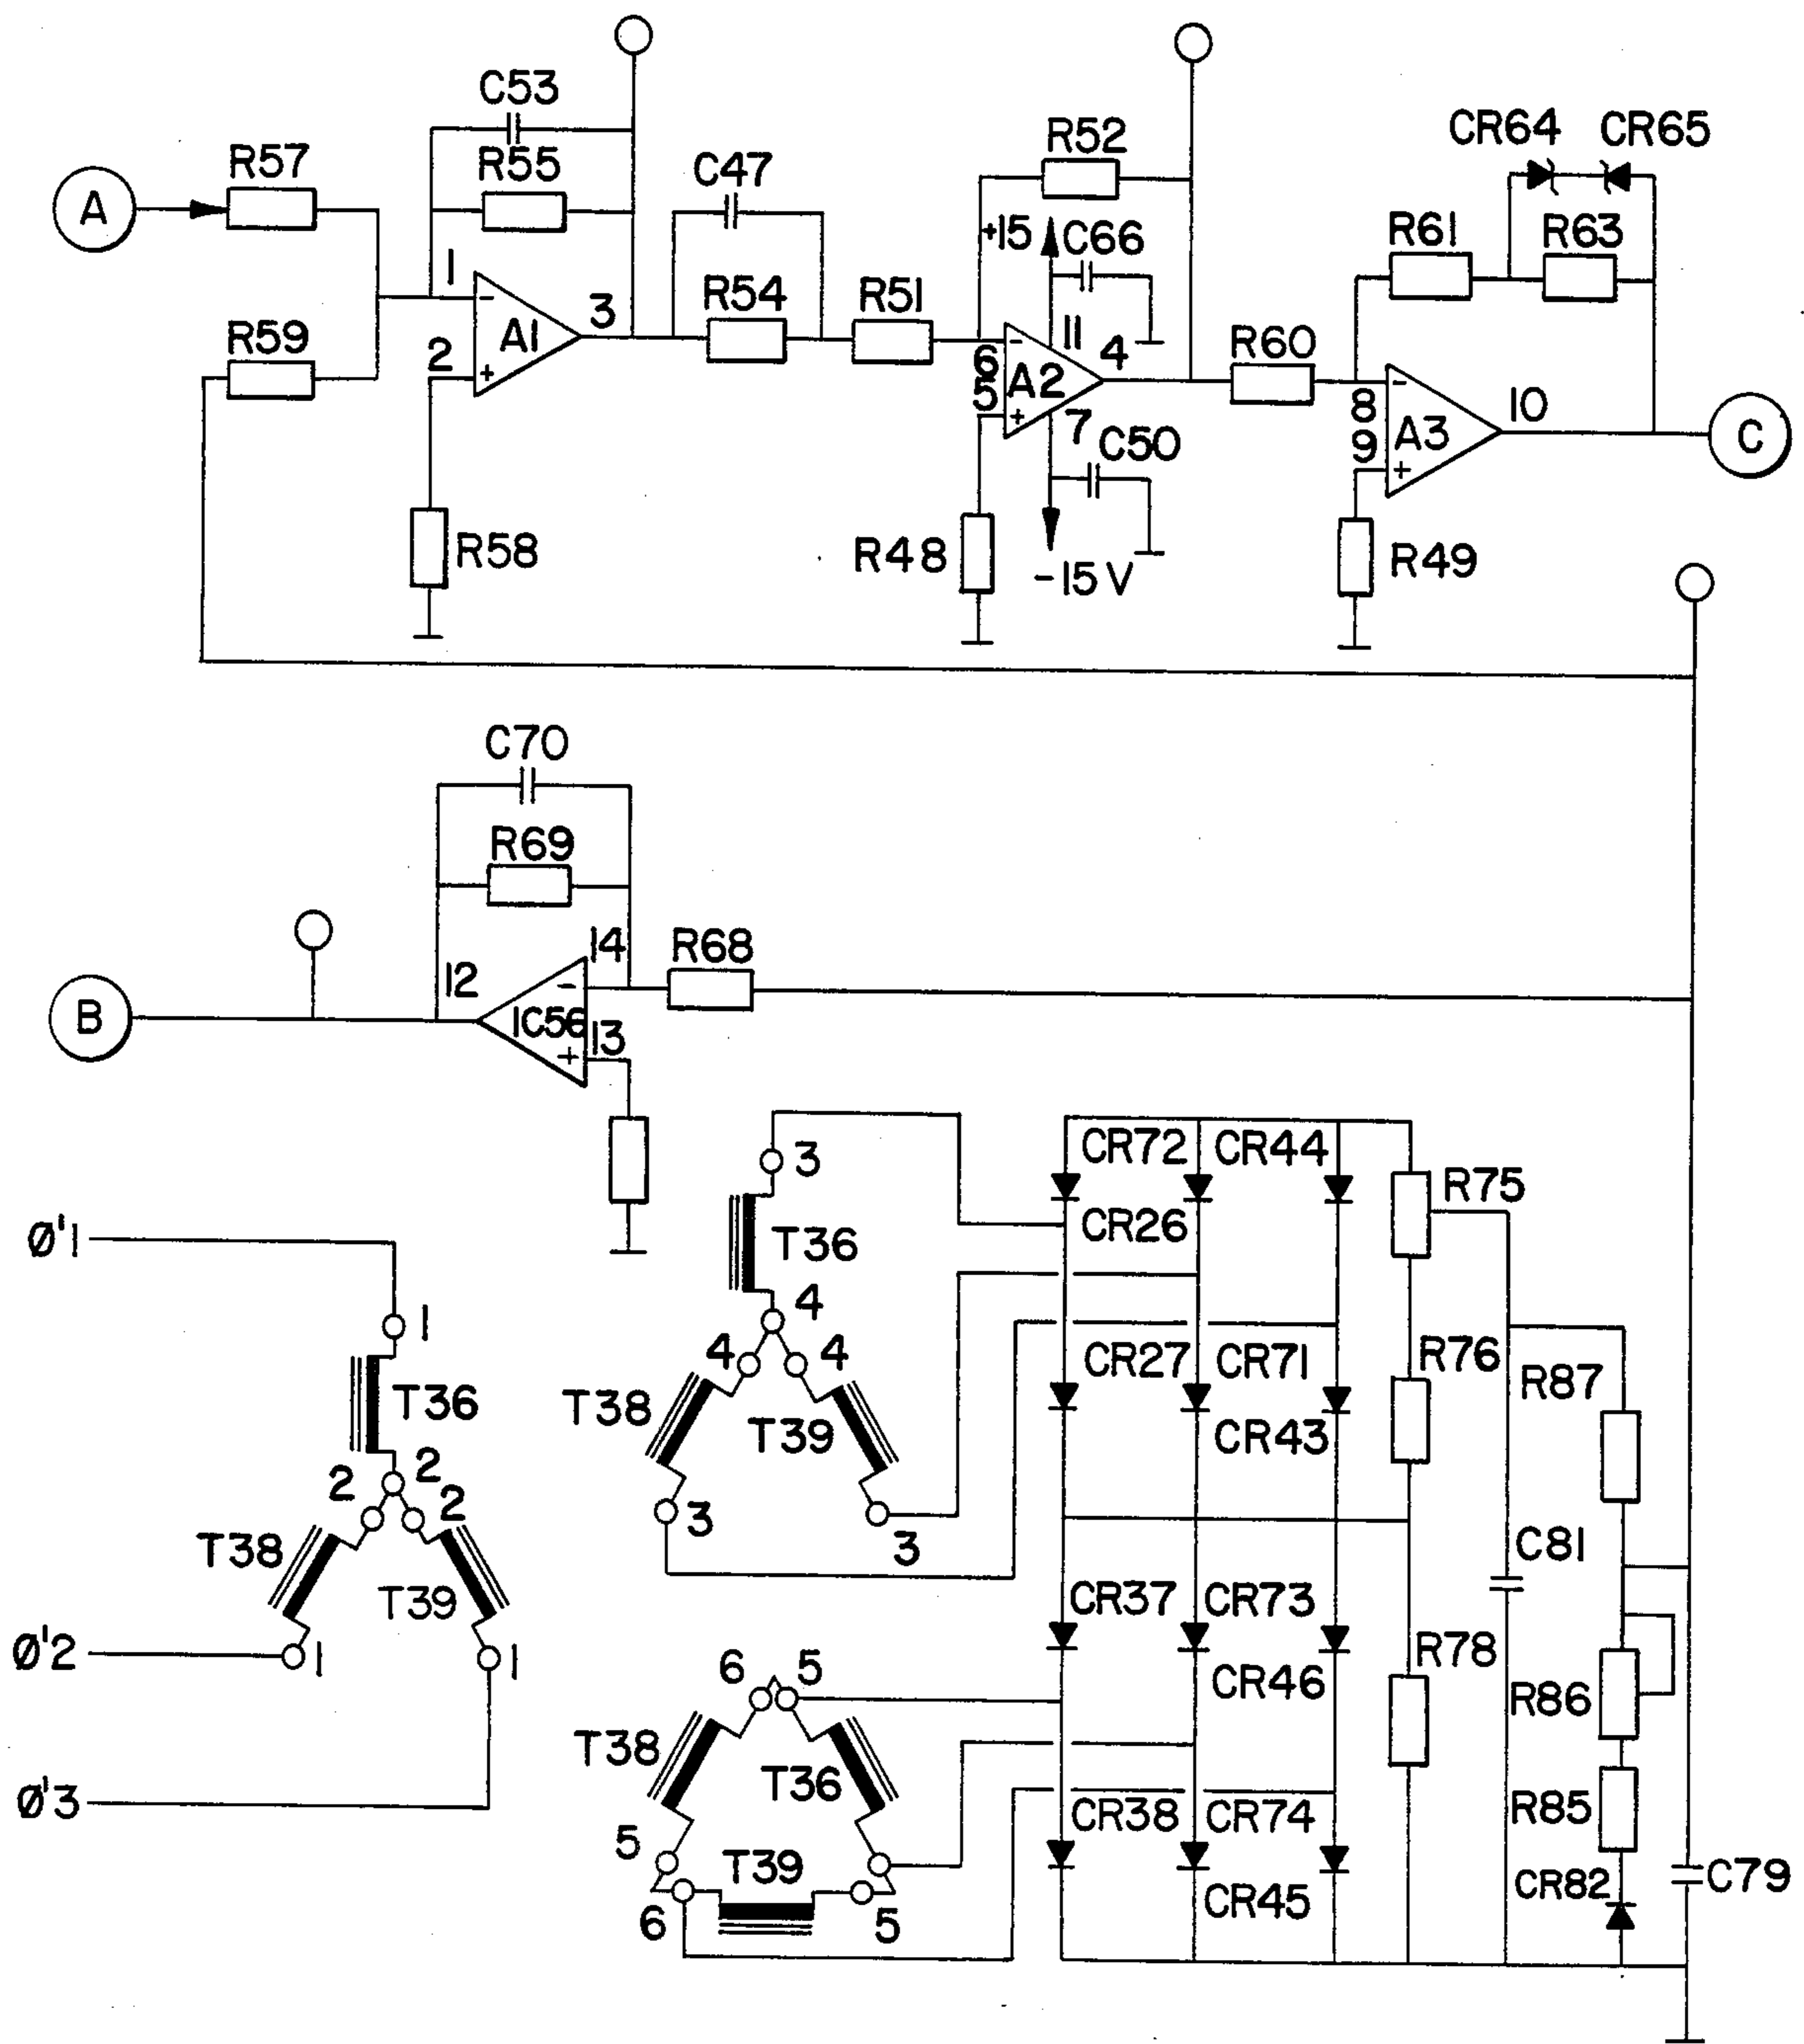 C53
R52
CR64 CR65
R57
R55
C47
A
+15
C66
R61
R63
1
R54
R51
R59
A1
3
11
4
R60
2
6
A2
5
8
10
7
C50
9
A3
C
R58
R48
-15 V
R49
C70
R69
14
R68
12
B
IC56
13
3
CR72
CR44
R75
Ø'1
T36
CR26
1
4
4
4
CR27
CR71
R76
R87
T36
T38
T39
CR43
2
2
2
3
3
T38
T39
C81
CR37
CR73
R78
Ø'2
1
1
6
5
CR46
R86
T38
T36
Ø'3
CR38
CR74
R85
5
T39
CR82
C79
6
5
CR45